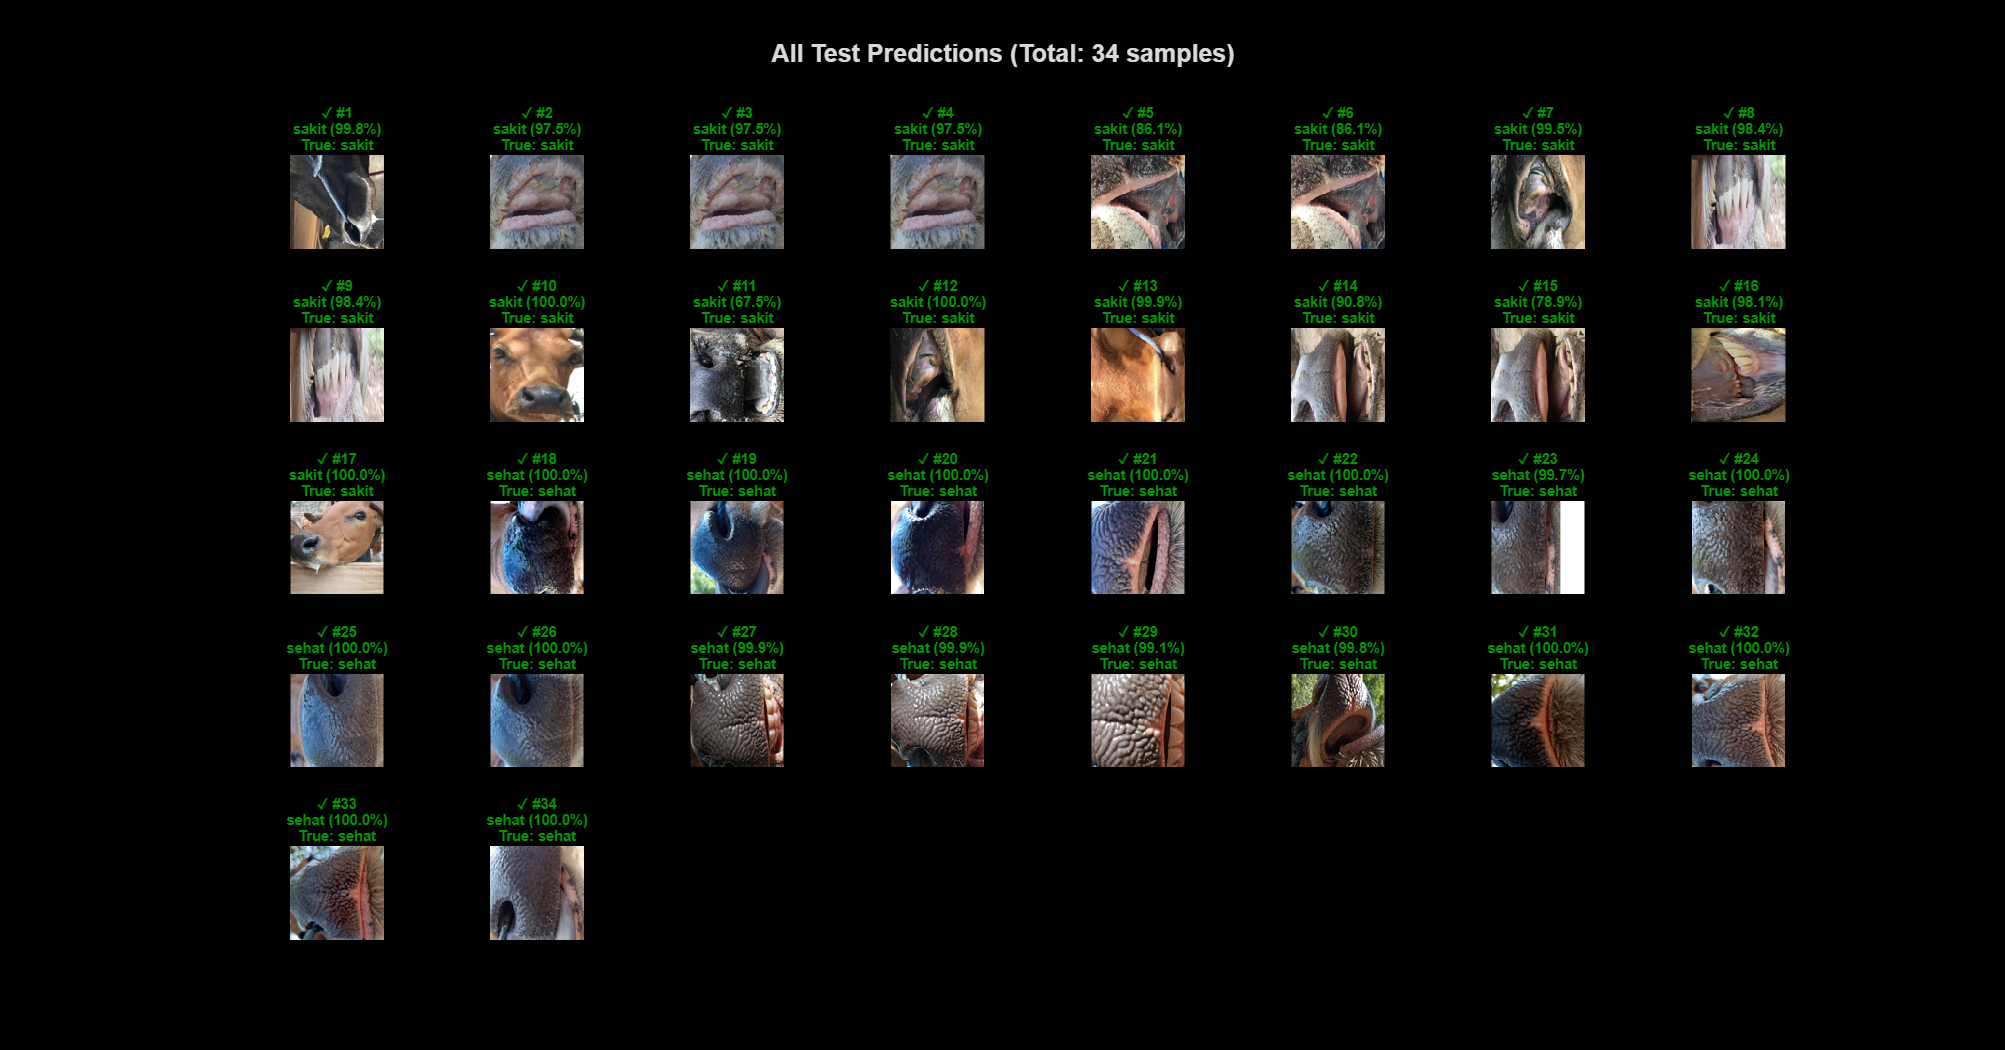 All Test Predictions (Total: 34 samples)
✓ #1
sakit (99.8%)
True: sakit
✓ #2
sakit (97.5%)
True: sakit
✓ #3
sakit (97.5%)
True: sakit
✓ #4
sakit (97.5%)
True: sakit
✓ #5
sakit (86.1%)
True: sakit
✓ #6
sakit (86.1%)
True: sakit
✓ #7
sakit (99.5%)
True: sakit
✓ #8
sakit (98.4%)
True: sakit
✓ #9
sakit (98.4%)
True: sakit
✓ #10
sakit (100.0%)
True: sakit
✓ #11
sakit (67.5%)
True: sakit
✓ #12
sakit (100.0%)
True: sakit
✓ #13
sakit (99.9%)
True: sakit
✓ #14
sakit (90.8%)
True: sakit
✓ #15
sakit (78.9%)
True: sakit
✓ #16
sakit (98.1%)
True: sakit
✓ #17
sakit (100.0%)
True: sakit
✓ #18
sehat (100.0%)
True: sehat
✓ #19
sehat (100.0%)
True: sehat
✓ #20
sehat (100.0%)
True: sehat
✓ #21
sehat (100.0%)
True: sehat
✓ #22
sehat (100.0%)
True: sehat
✓ #23
sehat (99.7%)
True: sehat
✓ #24
sehat (100.0%)
True: sehat
✓ #25
sehat (100.0%)
True: sehat
✓ #26
sehat (100.0%)
True: sehat
✓ #27
sehat (99.9%)
True: sehat
✓ #28
sehat (99.9%)
True: sehat
✓ #29
sehat (99.1%)
True: sehat
✓ #30
sehat (99.8%)
True: sehat
✓ #31
sehat (100.0%)
True: sehat
✓ #32
sehat (100.0%)
True: sehat
✓ #33
sehat (100.0%)
True: sehat
✓ #34
sehat (100.0%)
True: sehat